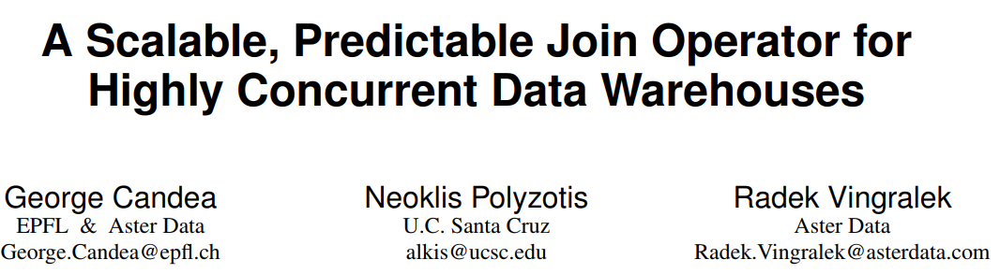 A Scalable, Predictable Join Operator for
Highly Concurrent Data Warehouses
George Candea
EPFL & Aster Data
George.Candea@epfl.ch
Neoklis Polyzotis
U.C. Santa Cruz
alkis@ucsc.edu
Radek Vingralek
Aster Data
Radek.Vingralek@asterdata.com